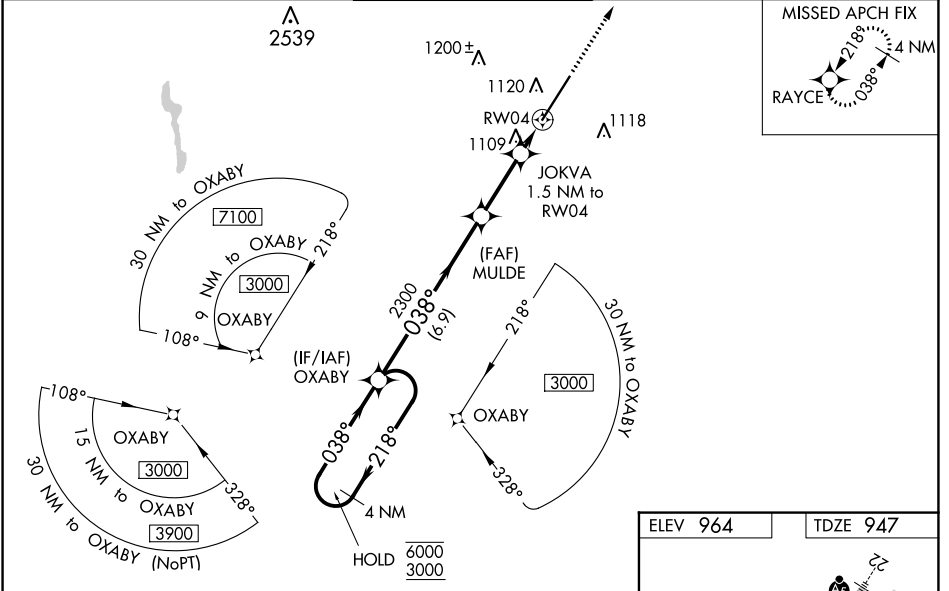 2539
1200 ±
1120
RW04
1109
1118
JOKVA
1.5 NM to
RW04
(FAF)
MULDE
MISSED APCH FIX
218°
4 NM
038°
RAYCE
30 NM to OXABY
7100
9 NM to OXABY
3000
218°
OXABY
108°
2300
038°
(6.9)
(IF/IAF)
OXABY
038°
218°
4 NM
HOLD
6000
3000
218°
30 NM to OXABY
3000
OXABY
328°
108°
OXABY
15 NM to OXABY
3000
328°
30 NM to OXABY (NoPT)
3900
ELEV 964
TDZE 947
22